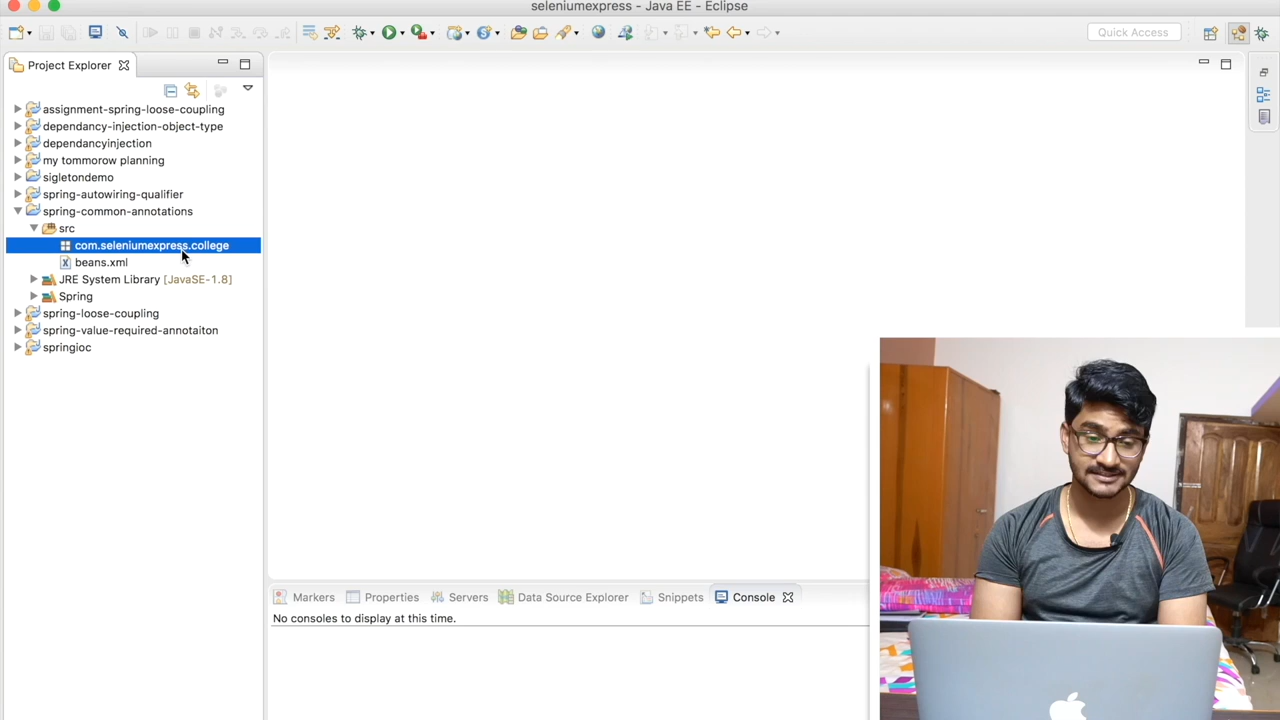 seleniumexpress - Java EE - Eclipse
Quick Access
Project Explorer
assignment-spring-loose-coupling
dependancy-injection-object-type
dependancyinjection
my tommorow planning
sigletondemo
spring-autowiring-qualifier
spring-common-annotations
src
com.seleniumexpress.college
beans.xml
JRE System Library [JavaSE-1.8]
Spring
spring-loose-coupling
spring-value-required-annotaiton
springioc
Markers Properties Servers Data Source Explorer Snippets Console
No consoles to display at this time.